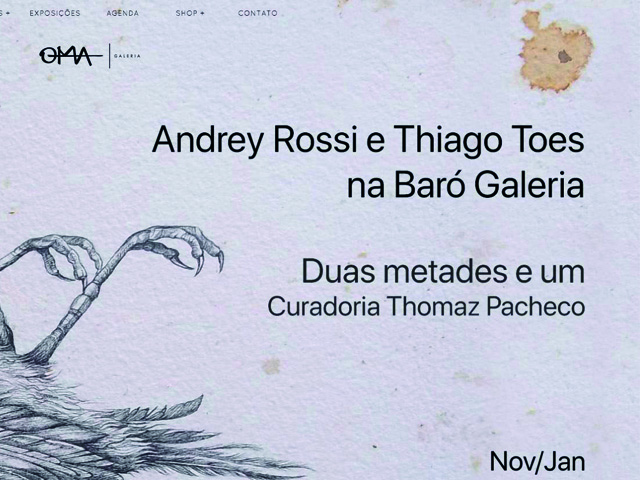 S + EXPOSIÇÕES AGENDA SHOP + CONTATO
OMA GALERIA
Andrey Rossi e Thiago Toes
na Baró Galeria
Duas metades e um
Curadoria Thomaz Pacheco
Nov/Jan